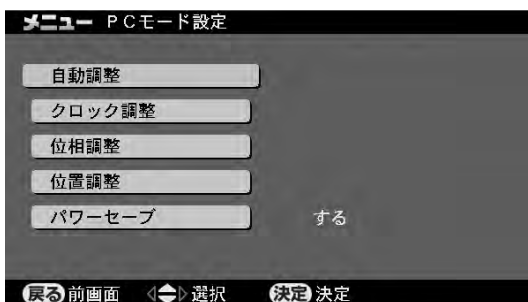 メニュー PCモード設定
自動調整
クロック調整
位相調整
位置調整
パワーセーブ する
戻る 前画面 選択 決定 決定